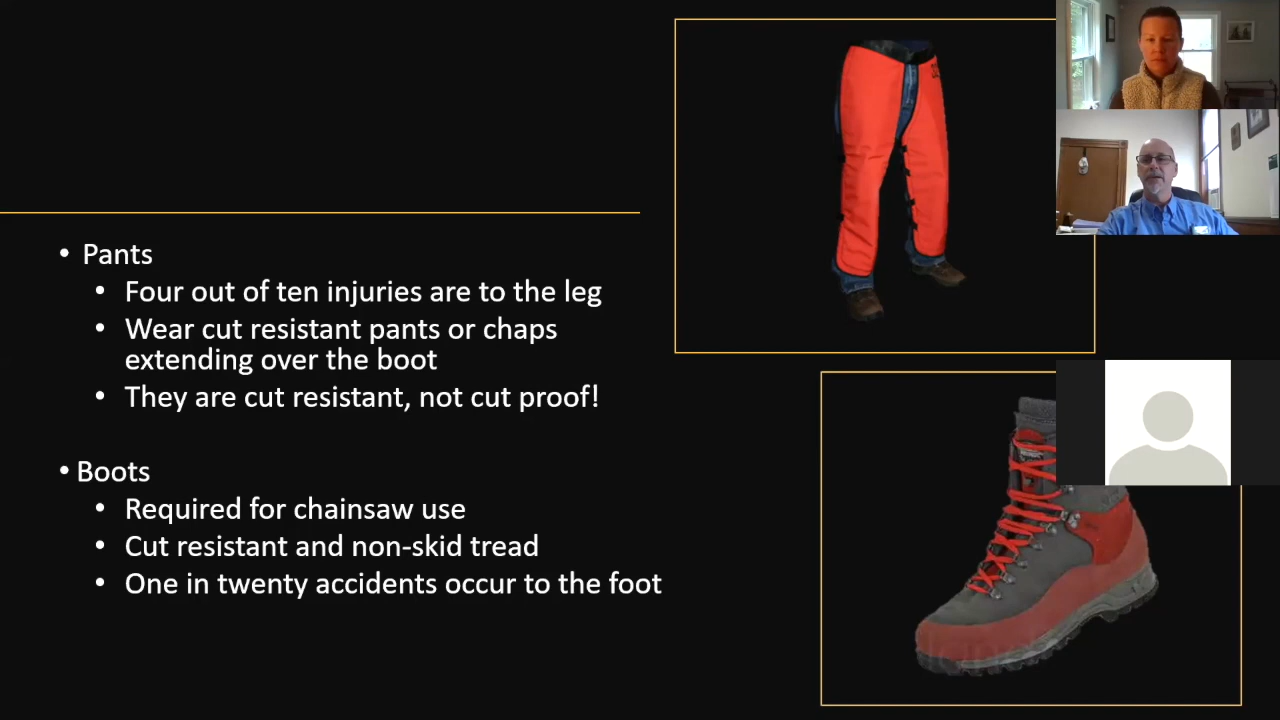 • Pants
• Four out of ten injuries are to the leg
• Wear cut resistant pants or chaps
extending over the boot
• They are cut resistant, not cut proof!
• Boots
• Required for chainsaw use
• Cut resistant and non-skid tread
• One in twenty accidents occur to the foot